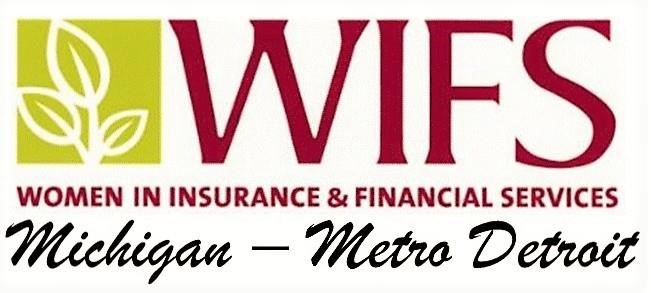 WIFS
WOMEN IN INSURANCE & FINANCIAL SERVICES
Michigan – Metro Detroit